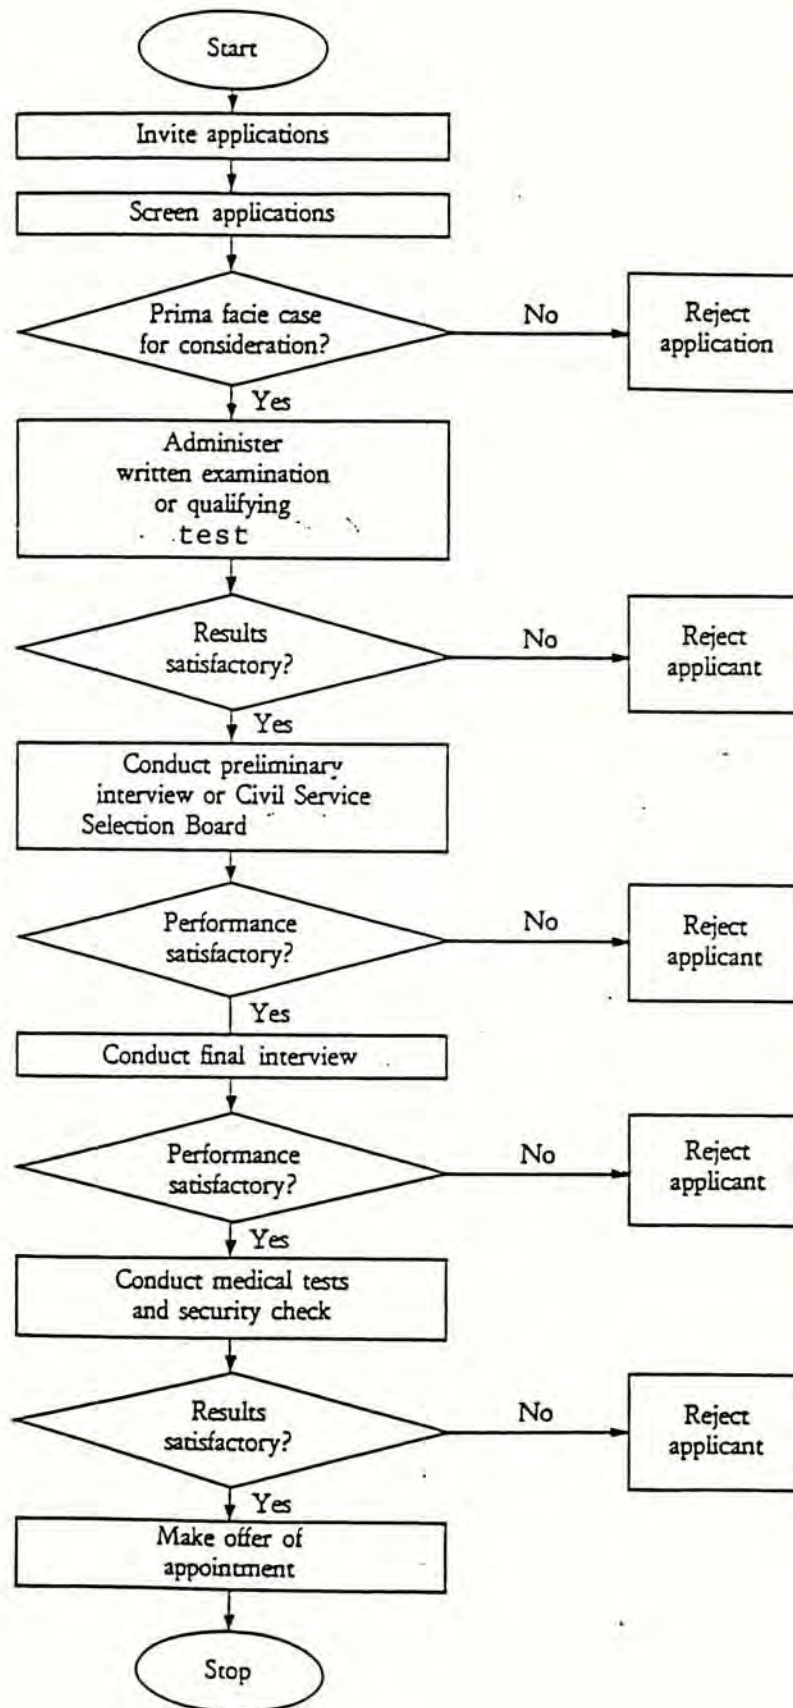 Start
Invite applications
Screen applications
Prima facie case
for consideration?
No
Reject
application
Yes
Administer
written examination
or qualifying
test
Results
satisfactory?
No
Reject
applicant
Yes
Conduct preliminary
interview or Civil Service
Selection Board
Performance
satisfactory?
No
Reject
applicant
Yes
Conduct final interview
Performance
satisfactory?
No
Reject
applicant
Yes
Conduct medical tests
and security check
Results
satisfactory?
No
Reject
applicant
Yes
Make offer of
appointment
Stop